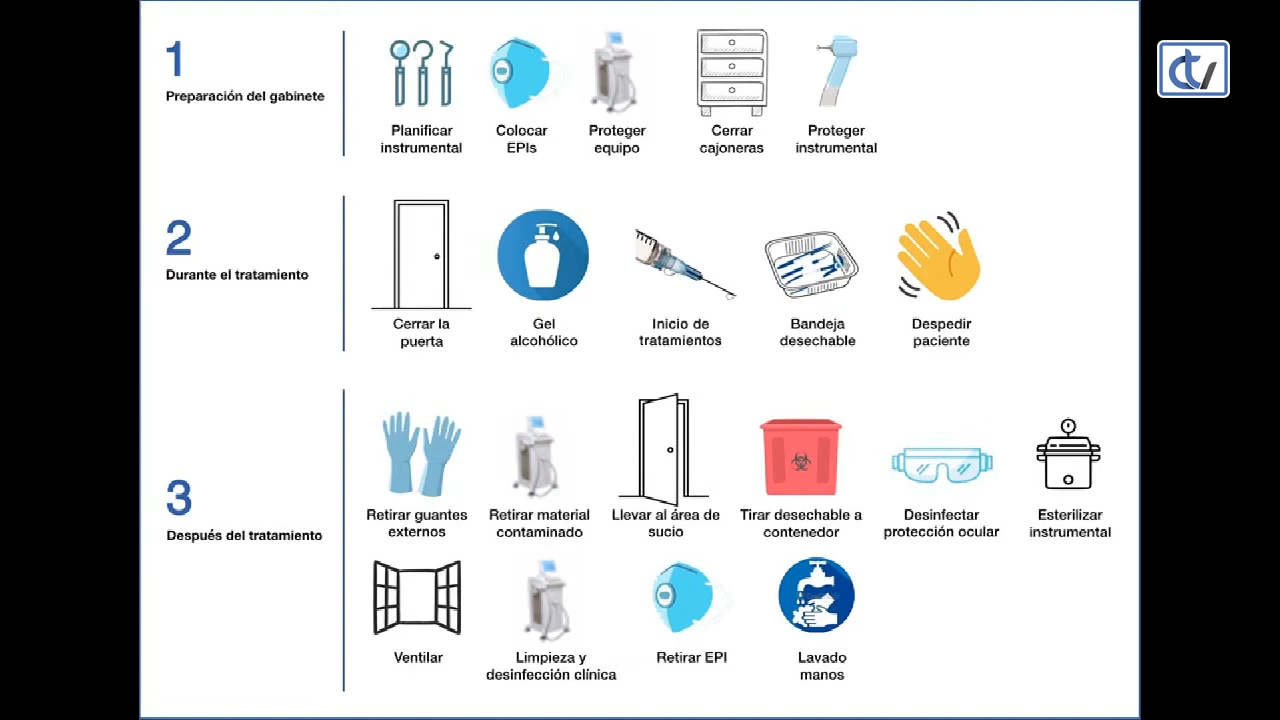 1
Preparación del gabinete
Planificar
instrumental
Colocar
EPIs
Proteger
equipo
Cerrar
cajoneras
Proteger
instrumental
2
Durante el tratamiento
Cerrar la
puerta
Gel
alcohólico
Inicio de
tratamientos
Bandeja
desechable
Despedir
paciente
3
Después del tratamiento
Retirar guantes
externos
Retirar material
contaminado
Llevar al área de
sucio
Tirar desechable a
contenedor
Desinfectar
protección ocular
Esterilizar
instrumental
Ventilar
Limpieza y
desinfección clínica
Retirar EPI
Lavado
manos